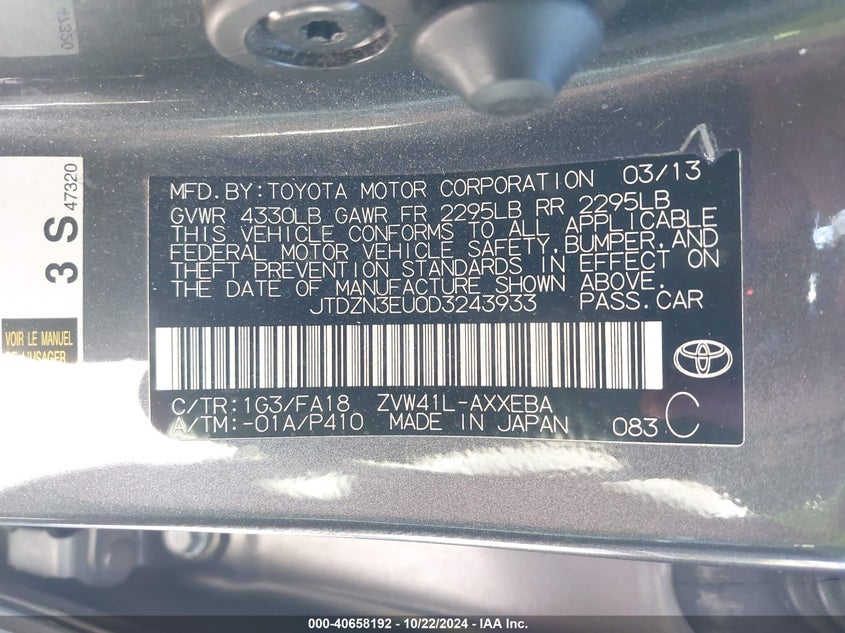 47320
3 S 47320
VOIR LE MANUEL
DE L'USAGER
MFD.BY:TOYOTA MOTOR CORPORATION 03/13
GVWR 4330LB GAWR FR 2295LB RR 2295LB
THIS VEHICLE CONFORMS TO ALL APPLICABLE
FEDERAL MOTOR VEHICLE SAFETY,BUMPER,AND
THEFT PREVENTION STANDARDS IN EFFECT ON
THE DATE OF MANUFACTURE SHOWN ABOVE.
JTDZN3EU0D3243933 PASS.CAR
C/TR:1G3/FA18 ZVW41L-AXXEBA
A/TM:-01A/P410 MADE IN JAPAN 083 C
000-40658192 - 10/22/2024 - IAA Inc.